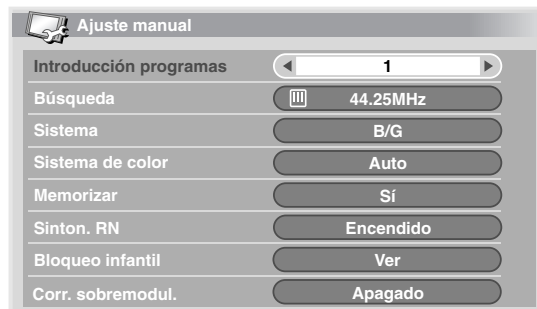 Ajuste manual
Introducción programas 1
Búsqueda 44.25MHz
Sistema B/G
Sistema de color Auto
Memorizar Sí
Sinton. RN Encendido
Bloqueo infantil Ver
Corr. sobremodul. Apagado